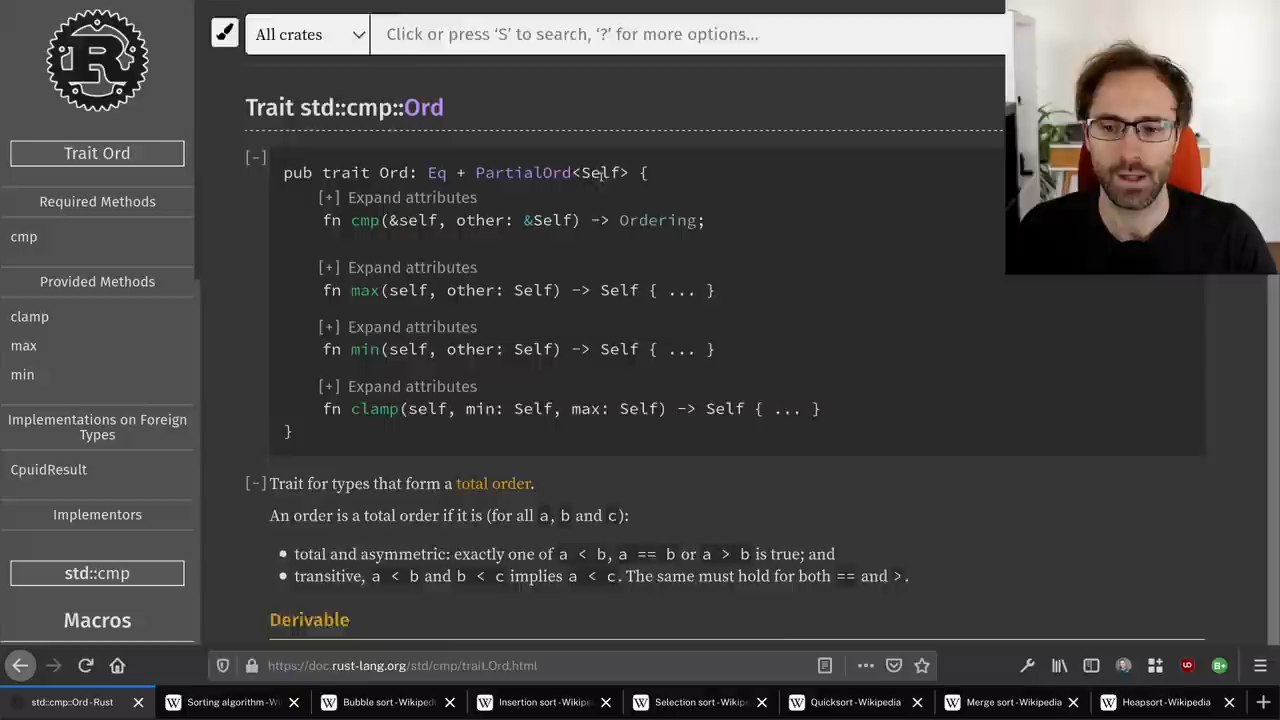 All crates
Click or press ‘S’ to search, ‘?’ for more options...
Trait Ord
Required Methods
cmp
Provided Methods
clamp
max
min
Implementations on Foreign
Types
CpuidResult
Implementors
std::cmp
Macros
Trait std::cmp::Ord
[-]
pub trait Ord: Eq + PartialOrd<Self> {
[+] Expand attributes
fn cmp(&self, other: &Self) -> Ordering;
[+] Expand attributes
fn max(self, other: Self) -> Self { ... }
[+] Expand attributes
fn min(self, other: Self) -> Self { ... }
[+] Expand attributes
fn clamp(self, min: Self, max: Self) -> Self { ... }
}
[-] Trait for types that form a total order.
An order is a total order if it is (for all a, b and c):
• total and asymmetric: exactly one of a < b, a == b or a > b is true; and
• transitive, a < b and b < c implies a < c. The same must hold for both == and >.
Derivable
https://doc.rust-lang.org/std/cmp/trait.Ord.html
std::cmp::Ord - Rust
Sorting algorithm - W
Bubble sort - Wikiped
Insertion sort - Wikipe
Selection sort - Wikipe
Quicksort - Wikipedia
Merge sort - Wikipedia
Heapsort - Wikipedia